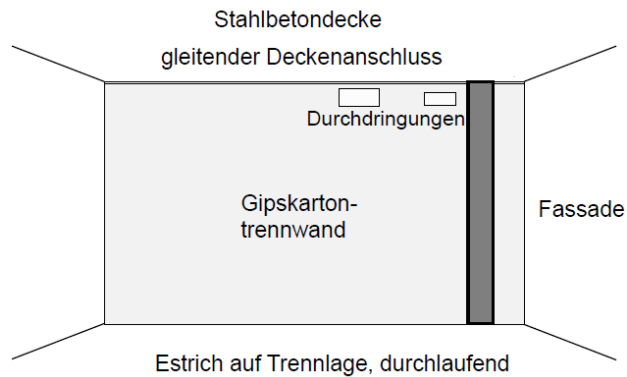 Stahlbetondecke
gleitender Deckenanschluss
Durchdringungen
Gipskarton-
trennwand
Fassade
Estrich auf Trennlage, durchlaufend